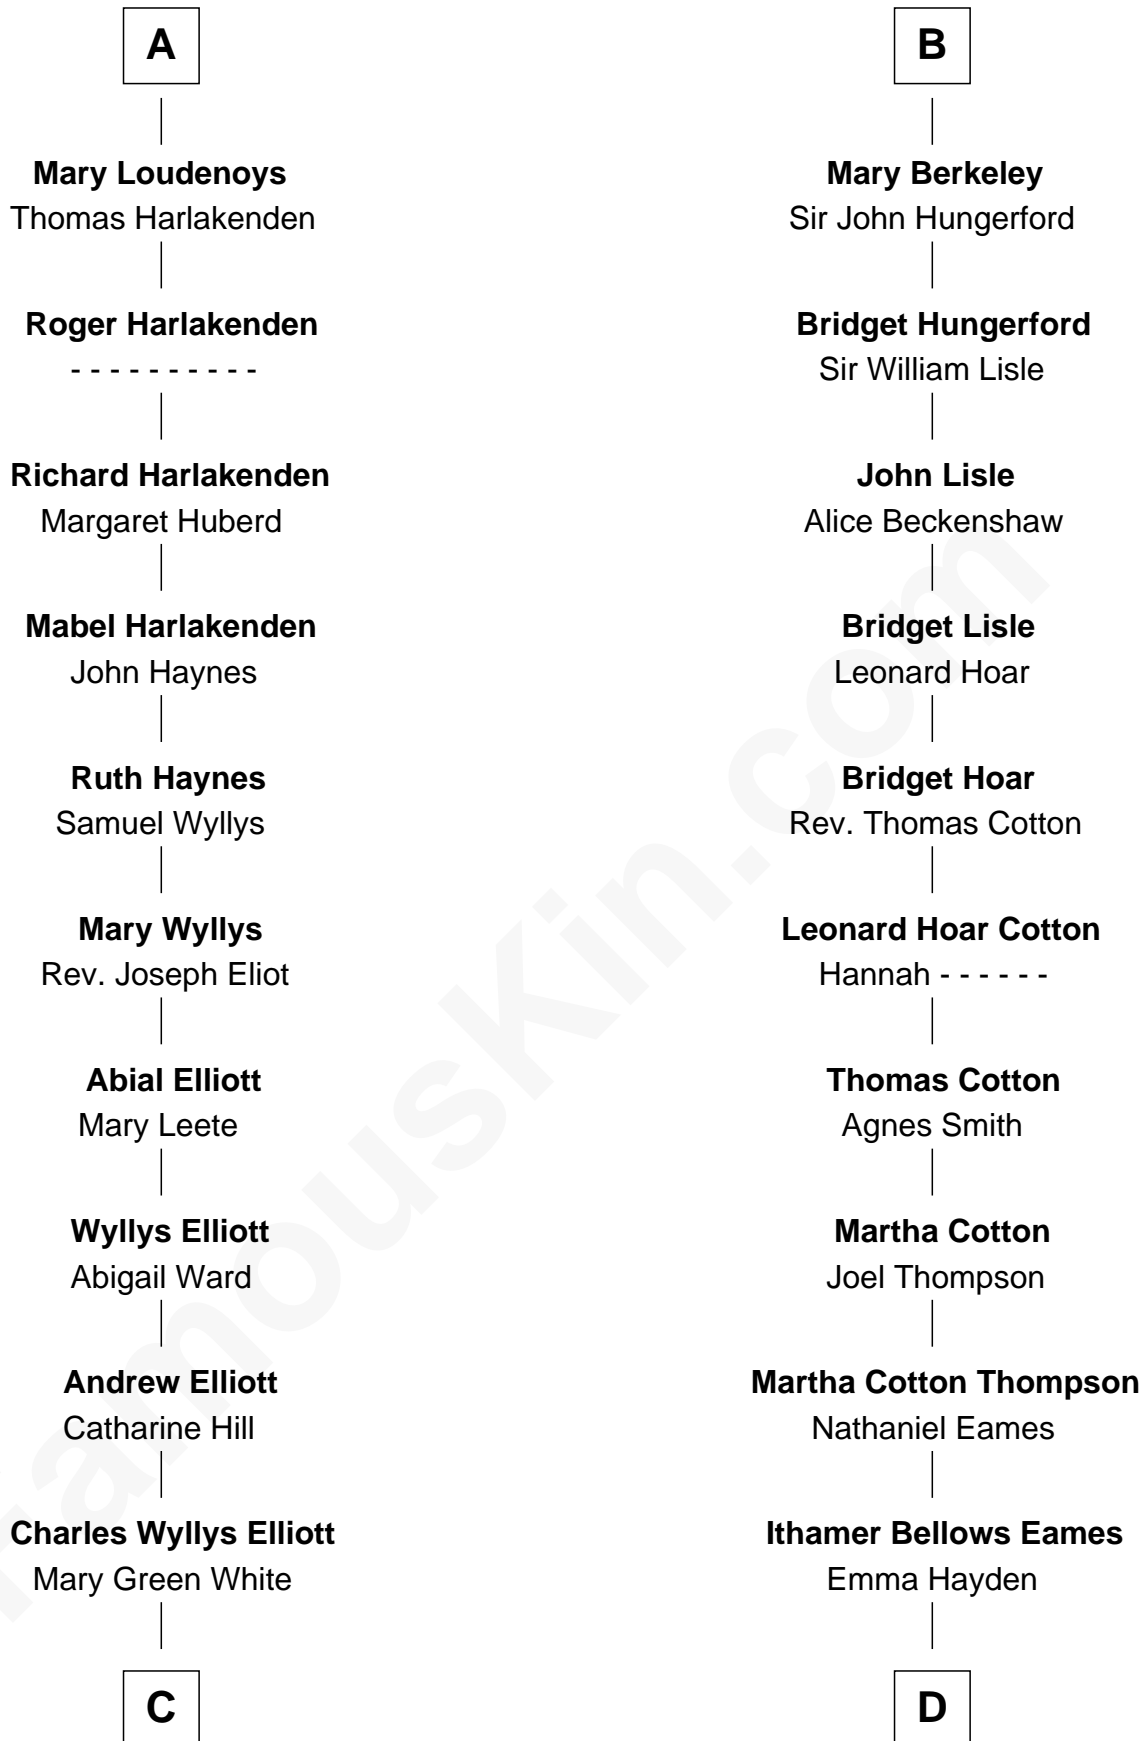 A
Mary Loudenoys
Thomas Harlakenden
Roger Harlakenden
- - - - - - - - - -
Richard Harlakenden
Margaret Huberd
Mabel Harlakenden
John Haynes
Ruth Haynes
Samuel Wyllys
Mary Wyllys
Rev. Joseph Eliot
Abial Elliott
Mary Leete
Wyllys Elliott
Abigail Ward
Andrew Elliott
Catharine Hill
Charles Wyllys Elliott
Mary Green White
C
B
Mary Berkeley
Sir John Hungerford
Bridget Hungerford
Sir William Lisle
John Lisle
Alice Beckenshaw
Bridget Lisle
Leonard Hoar
Bridget Hoar
Rev. Thomas Cotton
Leonard Hoar Cotton
Hannah - - - - - -
Thomas Cotton
Agnes Smith
Martha Cotton
Joel Thompson
Martha Cotton Thompson
Nathaniel Eames
Ithamer Bellows Eames
Emma Hayden
D
FamousKin.com